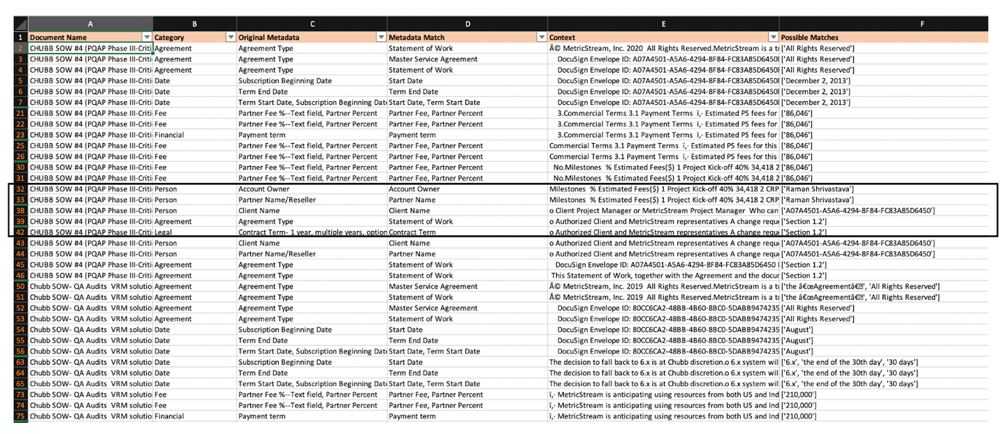 A B C D E F
1 Document Name Category Original Metadata Metadata Match Context Possible Matches
2 CHUBB SOW #4 (PQAP Phase III-Criti Agreement Agreement Type Statement of Work Â© MetricStream, Inc. 2020 All Rights Reserved.MetricStream is a ti ['All Rights Reserved']
3 CHUBB SOW #4 (PQAP Phase III-Criti Agreement Agreement Type Master Service Agreement DocuSign Envelope ID: A07A4501-A5A6-4294-8F84-FC83A85D6450 ['All Rights Reserved']
4 CHUBB SOW #4 (PQAP Phase III-Criti Agreement Agreement Type Statement of Work DocuSign Envelope ID: A07A4501-A5A6-4294-8F84-FC83A85D6450 ['All Rights Reserved']
5 CHUBB SOW #4 (PQAP Phase III-Criti Date Subscription Beginning Date Start Date DocuSign Envelope ID: A07A4501-A5A6-4294-8F84-FC83A85D6450 ['December 2, 2013']
6 CHUBB SOW #4 (PQAP Phase III-Criti Date Term End Date Term End Date DocuSign Envelope ID: A07A4501-A5A6-4294-8F84-FC83A85D6450 ['December 2, 2013']
7 CHUBB SOW #4 (PQAP Phase III-Criti Date Term Start Date, Subscription Beginning Dat Start Date, Term Start Date DocuSign Envelope ID: A07A4501-A5A6-4294-8F84-FC83A85D6450 ['December 2, 2013']
21 CHUBB SOW #4 (PQAP Phase III-Criti Fee Partner Fee %--Text field, Partner Percent Partner Fee, Partner Percent 3.Commercial Terms 3.1 Payment Terms ï‚· Estimated PS fees for ['86,046']
22 CHUBB SOW #4 (PQAP Phase III-Criti Fee Partner Fee %--Text field, Partner Percent Partner Fee, Partner Percent 3.Commercial Terms 3.1 Payment Terms ï‚· Estimated PS fees for ['86,046']
23 CHUBB SOW #4 (PQAP Phase III-Criti Financial Payment term Payment term 3.Commercial Terms 3.1 Payment Terms ï‚· Estimated PS fees for ['86,046']
25 CHUBB SOW #4 (PQAP Phase III-Criti Fee Partner Fee %--Text field, Partner Percent Partner Fee, Partner Percent Commercial Terms 3.1 Payment Terms ï‚· Estimated PS fees for this ['86,046']
26 CHUBB SOW #4 (PQAP Phase III-Criti Fee Partner Fee %--Text field, Partner Percent Partner Fee, Partner Percent Commercial Terms 3.1 Payment Terms ï‚· Estimated PS fees for this ['86,046']
30 CHUBB SOW #4 (PQAP Phase III-Criti Fee Partner Fee %--Text field, Partner Percent Partner Fee, Partner Percent No.Milestones % Estimated Fees($) 1 Project Kick-off 40% 34,418 2 ['86,046']
31 CHUBB SOW #4 (PQAP Phase III-Criti Fee Partner Fee %--Text field, Partner Percent Partner Fee, Partner Percent No.Milestones % Estimated Fees($) 1 Project Kick-off 40% 34,418 2 ['86,046']
32 CHUBB SOW #4 (PQAP Phase III-Criti Person Account Owner Account Owner Milestones % Estimated Fees($) 1 Project Kick-off 40% 34,418 2 CRP ['Raman Shrivastava']
33 CHUBB SOW #4 (PQAP Phase III-Criti Person Partner Name/Reseller Partner Name Milestones % Estimated Fees($) 1 Project Kick-off 40% 34,418 2 CRP ['Raman Shrivastava']
38 CHUBB SOW #4 (PQAP Phase III-Criti Person Client Name Client Name o Client Project Manager or MetricStream Project Manager Who can ['A07A4501-A5A6-4294-8F84-FC83A85D6450']
39 CHUBB SOW #4 (PQAP Phase III-Criti Agreement Agreement Type Statement of Work o Authorized Client and MetricStream representatives A change requ ['Section 1.2']
42 CHUBB SOW #4 (PQAP Phase III-Criti Legal Contract Term- 1 year, multiple years, option Contract Term o Authorized Client and MetricStream representatives A change requ ['Section 1.2']
43 CHUBB SOW #4 (PQAP Phase III-Criti Person Client Name Client Name o Authorized Client and MetricStream representatives A change requ ['A07A4501-A5A6-4294-8F84-FC83A85D6450']
44 CHUBB SOW #4 (PQAP Phase III-Criti Person Partner Name/Reseller Partner Name o Authorized Client and MetricStream representatives A change requ ['A07A4501-A5A6-4294-8F84-FC83A85D6450']
45 CHUBB SOW #4 (PQAP Phase III-Criti Agreement Agreement Type Statement of Work DocuSign Envelope ID: A07A4501-A5A6-4294-8F84-FC83A85D6450 ['Section 1.2']
46 CHUBB SOW #4 (PQAP Phase III-Criti Agreement Agreement Type Statement of Work This Statement of Work, together with the Agreement and the docur ['Section 1.2']
50 Chubb SOW- QA Audits VRM solutio Agreement Agreement Type Master Service Agreement Â© MetricStream, Inc. 2019 All Rights Reserved.MetricStream is a ti ['the â€œAgreementâ€', 'All Rights Reserved']
51 Chubb SOW- QA Audits VRM solutio Agreement Agreement Type Statement of Work Â© MetricStream, Inc. 2019 All Rights Reserved.MetricStream is a ti ['the â€œAgreementâ€', 'All Rights Reserved']
52 Chubb SOW- QA Audits VRM solutio Agreement Agreement Type Master Service Agreement DocuSign Envelope ID: 80CC6CA2-48BB-4B60-8BC0-5DABB9474235 ['All Rights Reserved']
53 Chubb SOW- QA Audits VRM solutio Agreement Agreement Type Statement of Work DocuSign Envelope ID: 80CC6CA2-48BB-4B60-8BC0-5DABB9474235 ['All Rights Reserved']
54 Chubb SOW- QA Audits VRM solutio Date Subscription Beginning Date Start Date DocuSign Envelope ID: 80CC6CA2-48BB-4B60-8BC0-5DABB9474235 ['August']
55 Chubb SOW- QA Audits VRM solutio Date Term End Date Term End Date DocuSign Envelope ID: 80CC6CA2-48BB-4B60-8BC0-5DABB9474235 ['August']
56 Chubb SOW- QA Audits VRM solutio Date Term Start Date, Subscription Beginning Dat Start Date, Term Start Date DocuSign Envelope ID: 80CC6CA2-48BB-4B60-8BC0-5DABB9474235 ['August']
63 Chubb SOW- QA Audits VRM solutio Date Subscription Beginning Date Start Date The decision to fall back to 6.x is at Chubb discretion.o 6.x system wil ['6.x', 'the end of the 30th day', '30 days']
64 Chubb SOW- QA Audits VRM solutio Date Term End Date Term End Date The decision to fall back to 6.x is at Chubb discretion.o 6.x system wil ['6.x', 'the end of the 30th day', '30 days']
65 Chubb SOW- QA Audits VRM solutio Date Term Start Date, Subscription Beginning Dat Start Date, Term Start Date The decision to fall back to 6.x is at Chubb discretion.o 6.x system wil ['6.x', 'the end of the 30th day', '30 days']
73 Chubb SOW- QA Audits VRM solutio Fee Partner Fee %--Text field, Partner Percent Partner Fee, Partner Percent ï‚· MetricStream is anticipating using resources from both US and Ind ['210,000']
74 Chubb SOW- QA Audits VRM solutio Fee Partner Fee %--Text field, Partner Percent Partner Fee, Partner Percent ï‚· MetricStream is anticipating using resources from both US and Ind ['210,000']
75 Chubb SOW- QA Audits VRM solutio Financial Payment term Payment term ï‚· MetricStream is anticipating using resources from both US and Ind ['210,000']